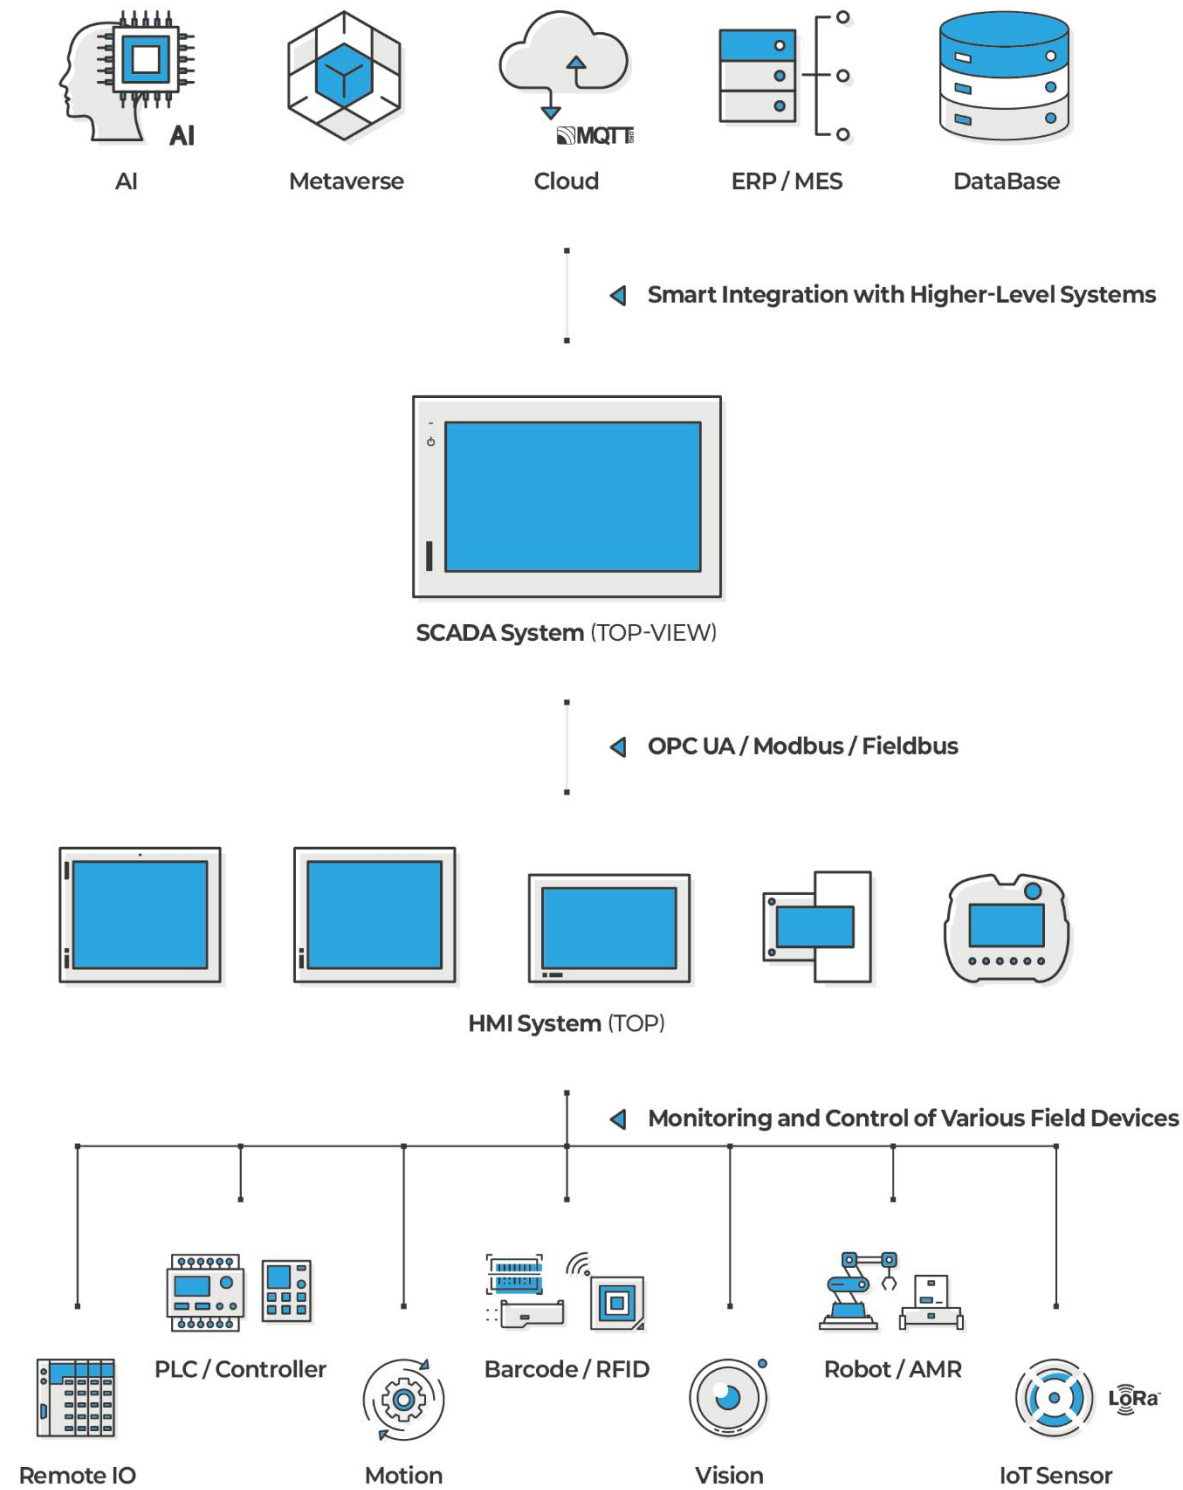 AI
MQTT
AI
Metaverse
Cloud
ERP / MES
DataBase
Smart Integration with Higher-Level Systems
SCADA System (TOP-VIEW)
OPC UA / Modbus / Fieldbus
HMI System (TOP)
Monitoring and Control of Various Field Devices
PLC / Controller
Barcode / RFID
Robot / AMR
LoRa
Remote IO
Motion
Vision
IoT Sensor